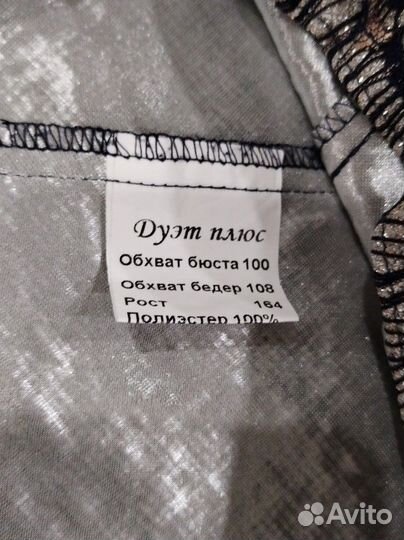 Дуэт плюс
Обхват бюста 100
Обхват бедер 108
Рост 164
Полиэстер 100%
Avito